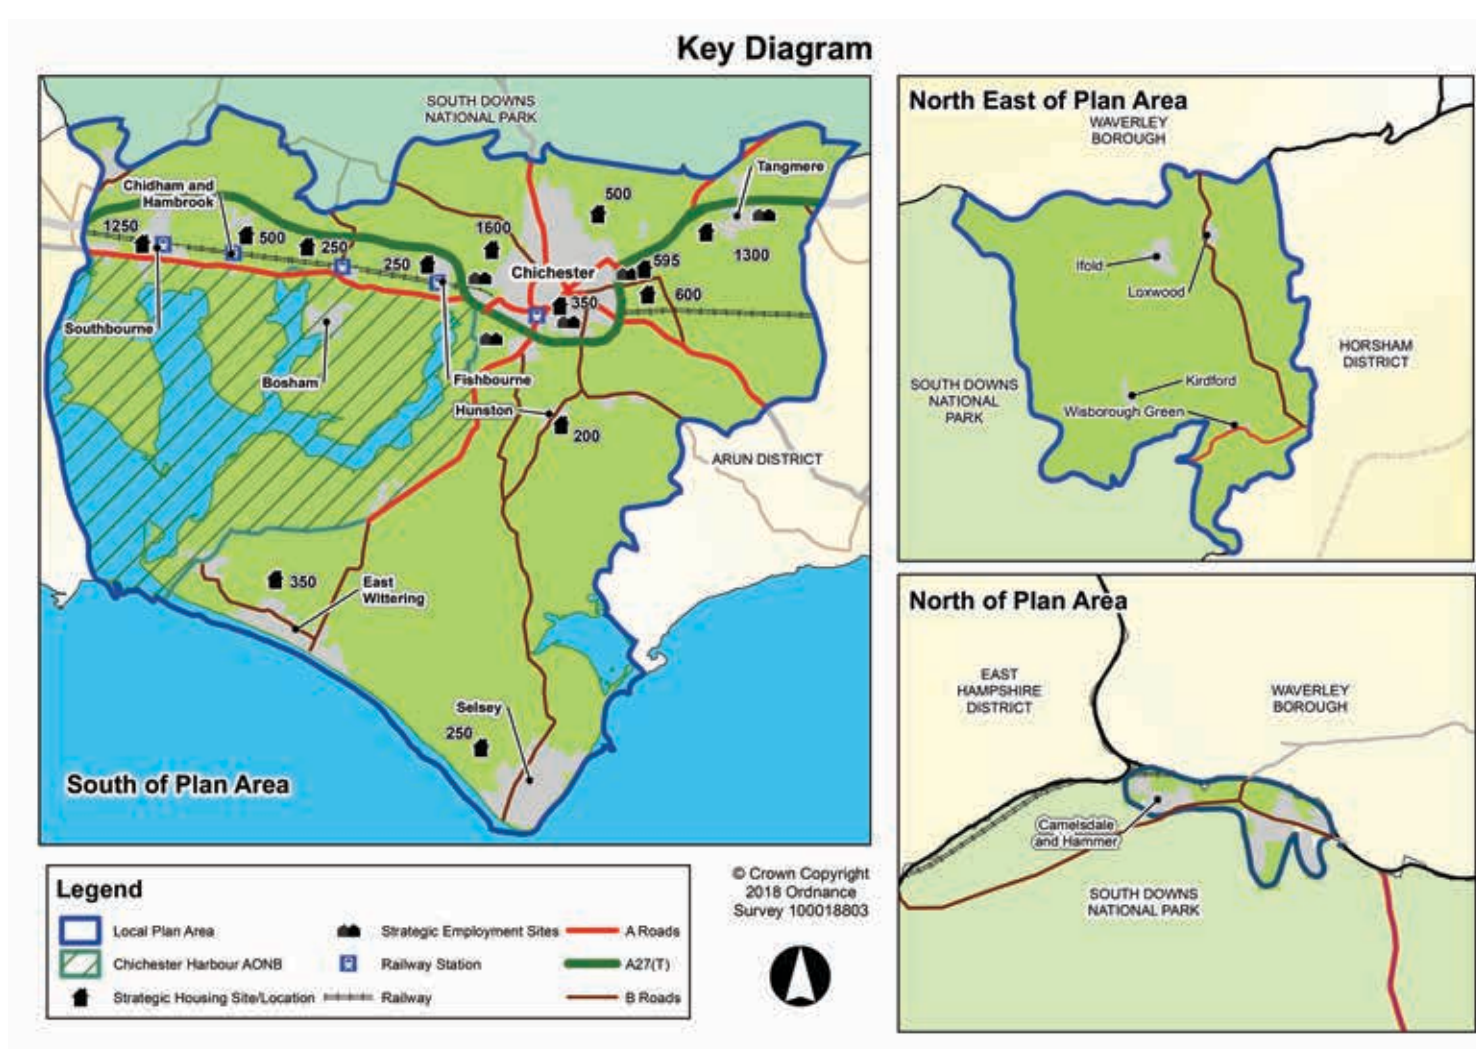 Key Diagram
SOUTH DOWNS
NATIONAL PARK
Chidham and
Hambrook
Tangmere
500
1250
500
250
1600
250
Chichester
595
1300
350
600
Southbourne
Bosham
Fishbourne
Hunston
200
ARUN DISTRICT
350
East
Wittering
Selsey
250
South of Plan Area
North East of Plan Area
WAVERLEY
BOROUGH
Ifold
Loxwood
HORSHAM
DISTRICT
SOUTH DOWNS
NATIONAL
PARK
Kirdford
Wisborough Green
North of Plan Area
EAST
HAMPSHIRE
DISTRICT
WAVERLEY
BOROUGH
Camelsdale
and Hammer
SOUTH DOWNS
NATIONAL PARK
Legend
Local Plan Area
Chichester Harbour AONB
Strategic Housing Site/Location
Strategic Employment Sites
Railway Station
Railway
A Roads
A27(T)
B Roads
© Crown Copyright
2018 Ordnance
Survey 100018803